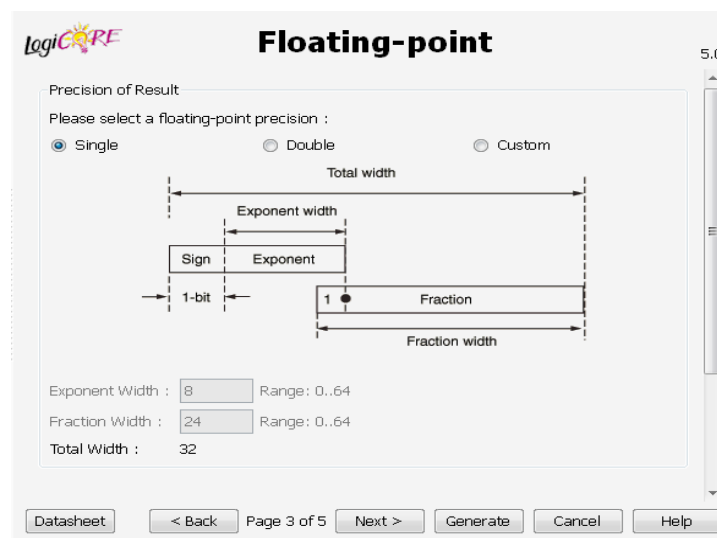 LogiCORE
Floating-point
5.0
Precision of Result
Please select a floating-point precision :
Single Double Custom
Total width
Exponent width
Sign Exponent
1-bit 1 Fraction
Fraction width
Exponent Width : 8 Range: 0..64
Fraction Width : 24 Range: 0..64
Total Width : 32
Datasheet < Back Page 3 of 5 Next > Generate Cancel Help